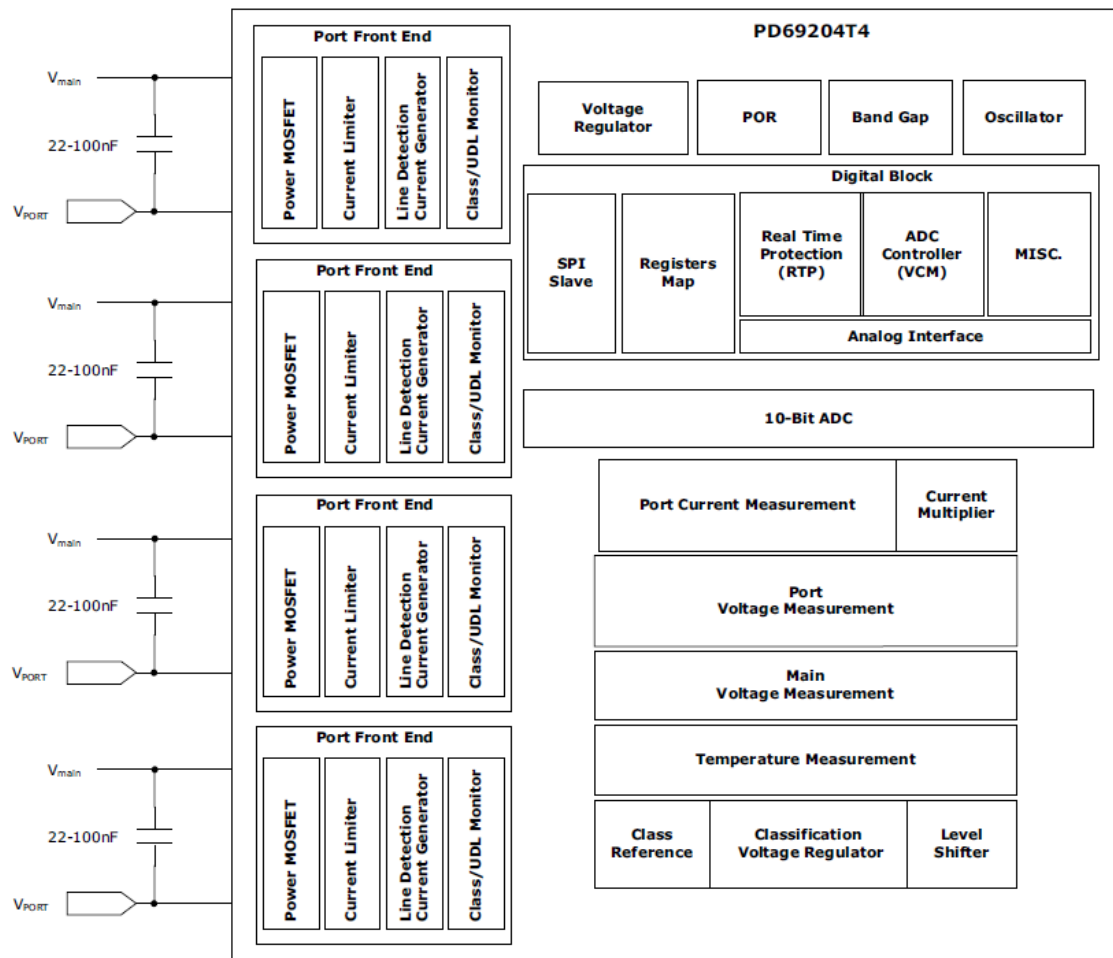 PD69204T4
Port Front End
Power MOSFET
Current Limiter
Line Detection
Current Generator
Class/UDL Monitor
Vmain
22-100nF
VPORT
Voltage
Regulator
POR
Band Gap
Oscillator
Digital Block
SPI
Slave
Registers
Map
Real Time
Protection
(RTP)
ADC
Controller
(VCM)
MISC.
Analog Interface
Port Front End
Power MOSFET
Current Limiter
Line Detection
Current Generator
Class/UDL Monitor
Vmain
22-100nF
VPORT
10-Bit ADC
Port Current Measurement
Current
Multiplier
Port Front End
Power MOSFET
Current Limiter
Line Detection
Current Generator
Class/UDL Monitor
Vmain
22-100nF
VPORT
Port
Voltage Measurement
Main
Voltage Measurement
Port Front End
Power MOSFET
Current Limiter
Line Detection
Current Generator
Class/UDL Monitor
Vmain
22-100nF
VPORT
Temperature Measurement
Class
Reference
Classification
Voltage Regulator
Level
Shifter